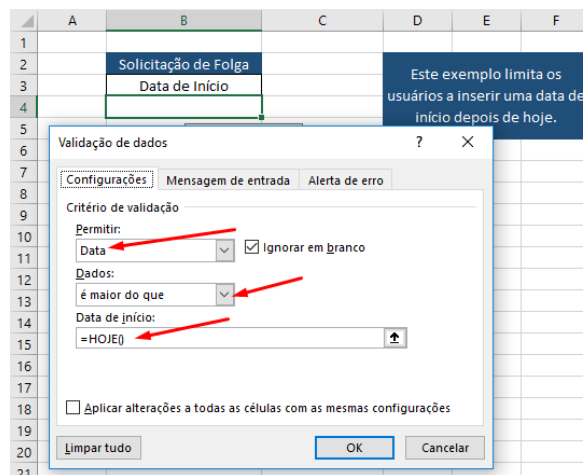 A B C D E F
1
2 Solicitação de Folga
3 Data de Início
4
Este exemplo limita os
usuários a inserir uma data de
início depois de hoje.
5
6
7
8
9
10
11
12
13
14
15
16
17
18
19
20
21
Validação de dados ? X
Configurações Mensagem de entrada Alerta de erro
Critério de validação
Permitir:
Data Ignorar em branco
Dados:
é maior do que
Data de início:
=HOJE()
Aplicar alterações a todas as células com as mesmas configurações
Limpar tudo OK Cancelar